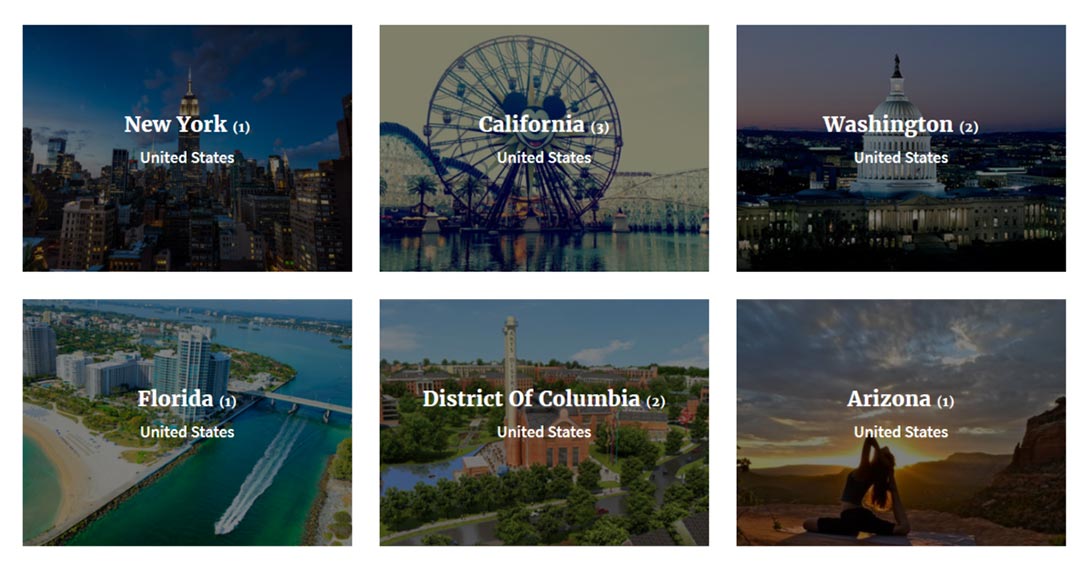 New York (1)
United States
California (3)
United States
Washington (2)
United States
Florida (1)
United States
District Of Columbia (2)
United States
Arizona (1)
United States